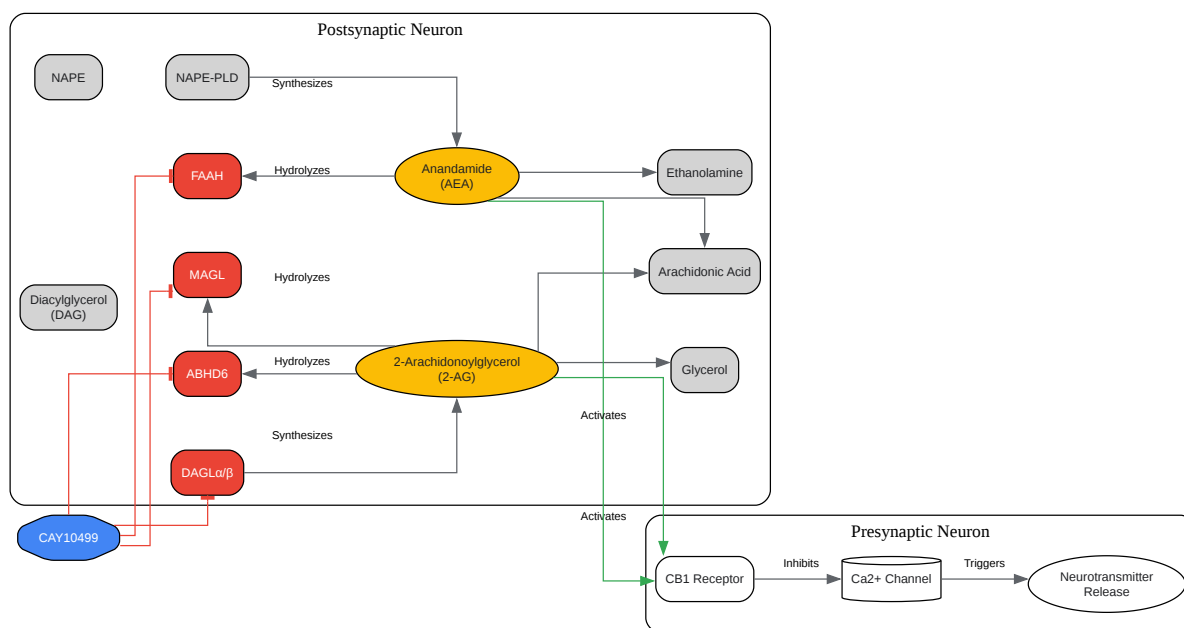 Postsynaptic Neuron
NAPE
NAPE-PLD
Synthesizes
FAAH
Hydrolyzes
Anandamide
(AEA)
Ethanolamine
MAGL
Hydrolyzes
Arachidonic Acid
Diacylglycerol
(DAG)
ABHD6
Hydrolyzes
2-Arachidonoylglycerol
(2-AG)
Glycerol
Activates
Synthesizes
DAGLα/β
Activates
CAY10499
Presynaptic Neuron
CB1 Receptor
Inhibits
Ca2+ Channel
Triggers
Neurotransmitter
Release